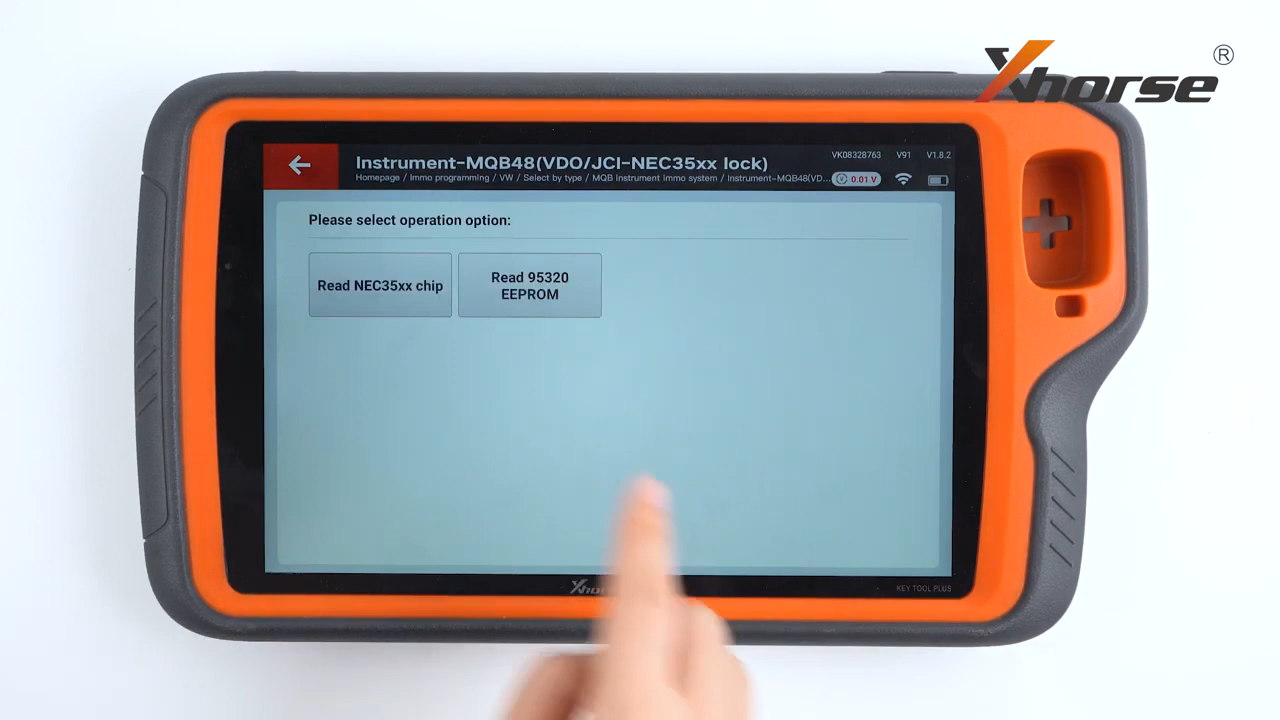 Xhorse®
Instrument-MQB48(VDO/JCI-NEC35xx lock)
VK08328763 V91 V1.8.2
Homepage / Immo programming / VW / Select by type / MQB instrument immo system / Instrument-MQB48(VD...
0.01 V
Please select operation option:
Read NEC35xx chip
Read 95320
EEPROM
KEY TOOL PLUS